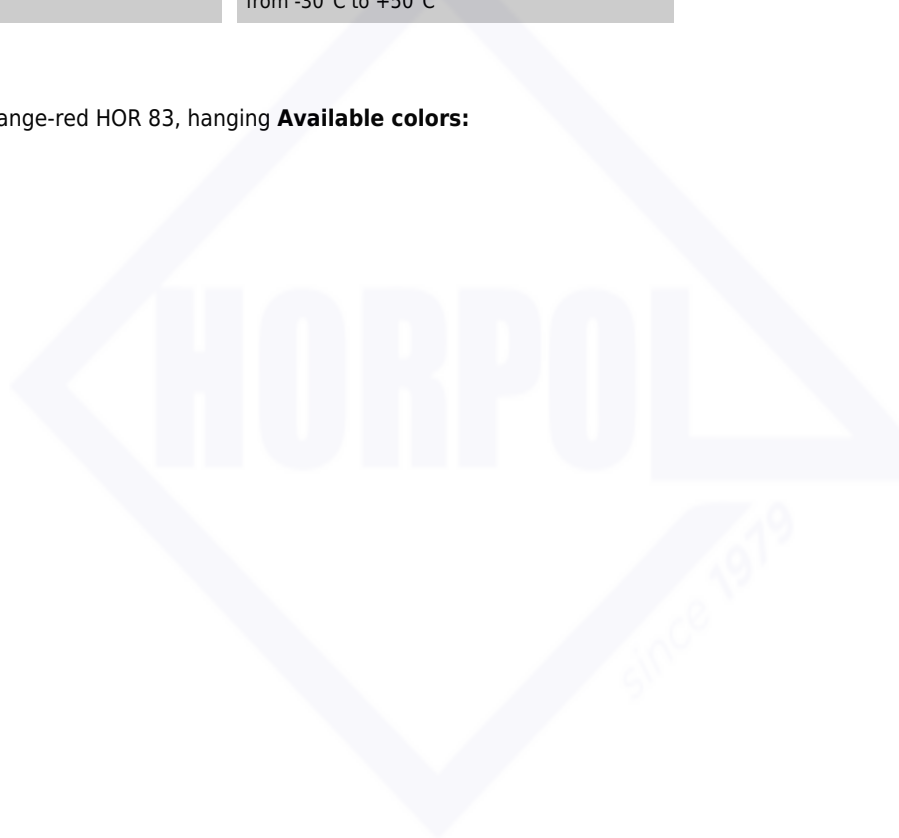 from -30°C to +50°C
ange-red HOR 83, hanging Available colors:
HORPOL
since 1979